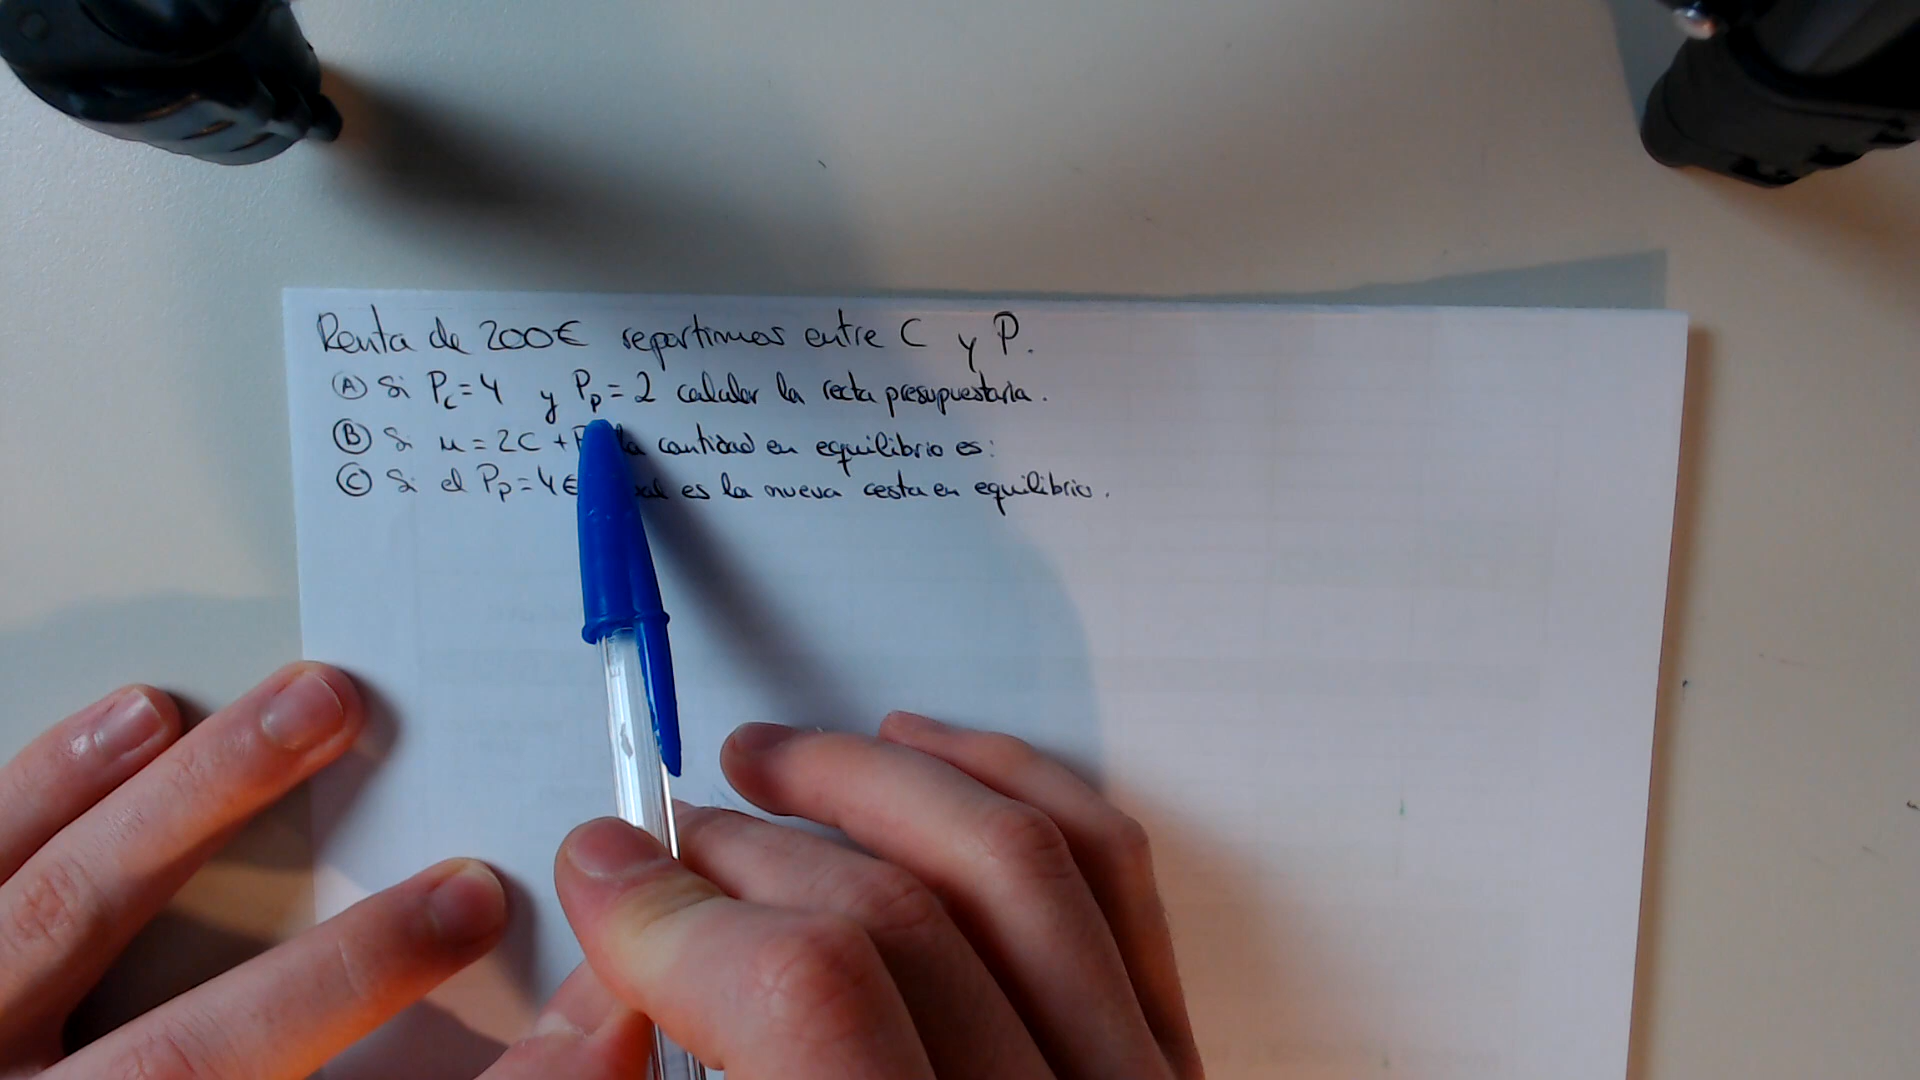 Renta de 200€ repartimos entre C y P.
(A) Si Pc=4 y Pp=2 calcular la recta presupuestaria.
(B) Si u=2C+ la cantidad en equilibrio es:
(C) Si el Pp=4€ es la nueva cesta en equilibrio.